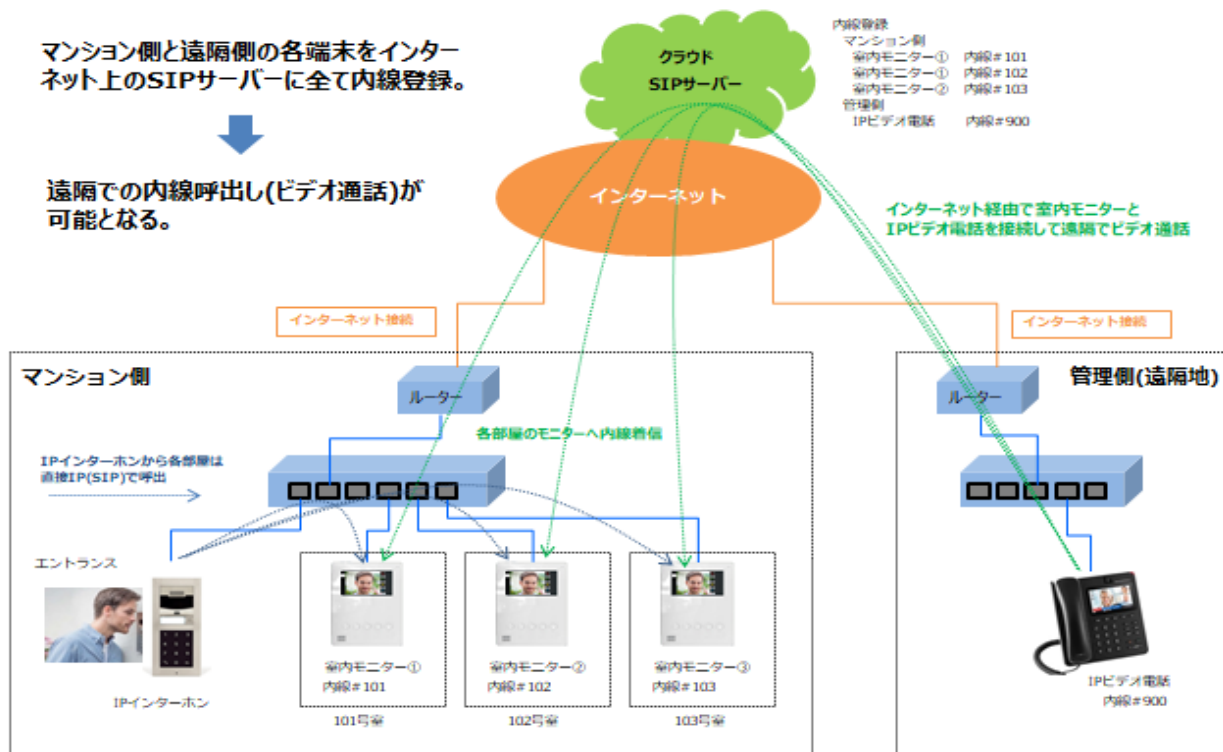 マンション側と遠隔側の各端末をインター
ネット上のSIPサーバーに全て内線登録。
遠隔での内線呼出し(ビデオ通話)が
可能となる。
クラウド
SIPサーバー
インターネット
内線登録
マンション側
室内モニター① 内線#101
室内モニター① 内線#102
室内モニター② 内線#103
管理側
IPビデオ電話 内線#900
インターネット経由で室内モニターと
IPビデオ電話を接続して遠隔でビデオ通話
インターネット接続
インターネット接続
マンション側
ルーター
各部屋のモニターへ内線着信
IPインターホンから各部屋は
直接IP(SIP)で呼出
エントランス
IPインターホン
室内モニター①
内線#101
101号室
室内モニター②
内線#102
102号室
室内モニター③
内線#103
103号室
管理側(遠隔地)
ルーター
IPビデオ電話
内線#900